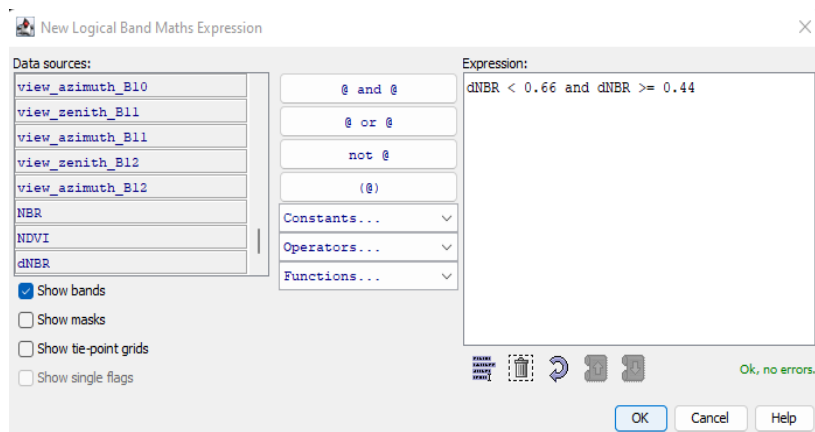 New Logical Band Maths Expression
Data sources:
view_azimuth_B10
view_zenith_B11
view_azimuth_B11
view_zenith_B12
view_azimuth_B12
NBR
NDVI
dNBR
Show bands
Show masks
Show tie-point grids
Show single flags
@ and @
@ or @
not @
(@)
Constants...
Operators...
Functions...
Expression:
dNBR < 0.66 and dNBR >= 0.44
Ok, no errors.
OK
Cancel
Help